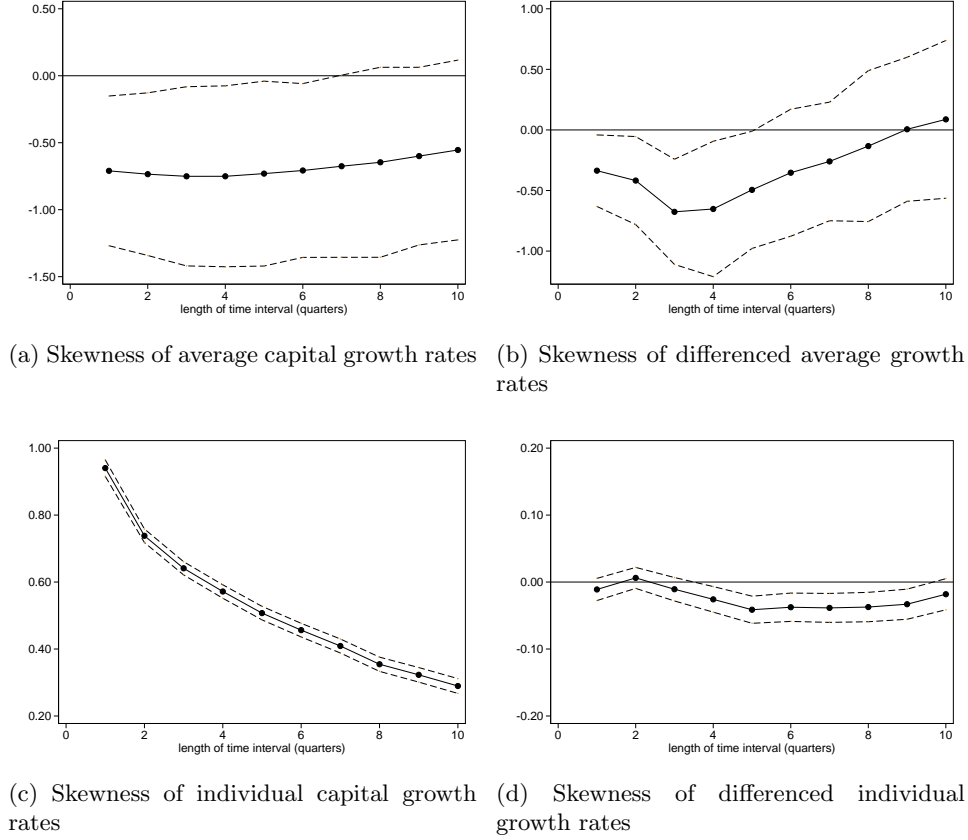 0.50
0.00
-0.50
-1.00
-1.50
0 2 4 6 8 10
length of time interval (quarters)
(a) Skewness of average capital growth rates
1.00
0.50
0.00
-0.50
-1.00
0 2 4 6 8 10
length of time interval (quarters)
(b) Skewness of differenced average growth
rates
1.00
0.80
0.60
0.40
0.20
0 2 4 6 8 10
length of time interval (quarters)
(c) Skewness of individual capital growth
rates
0.20
0.10
0.00
-0.10
-0.20
0 2 4 6 8 10
length of time interval (quarters)
(d) Skewness of differenced individual
growth rates